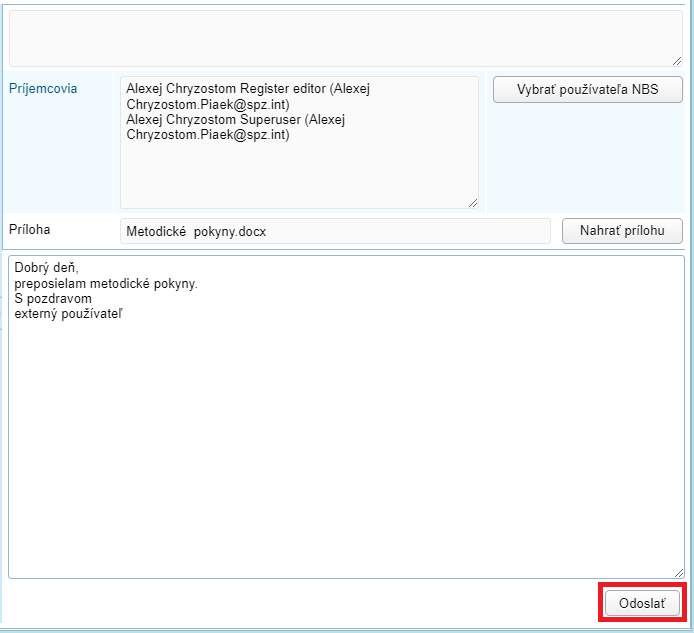 Príjemcovia
Alexej Chryzostom Register editor (Alexej
Chryzostom.Piaek@spz.int)
Alexej Chryzostom Superuser (Alexej
Chryzostom.Piaek@spz.int)
Vybrať používateľa NBS
Príloha
Metodické  pokyny.docx
Nahrať prílohu
Dobrý deň,
preposielam metodické pokyny.
S pozdravom
externý používateľ
Odoslať